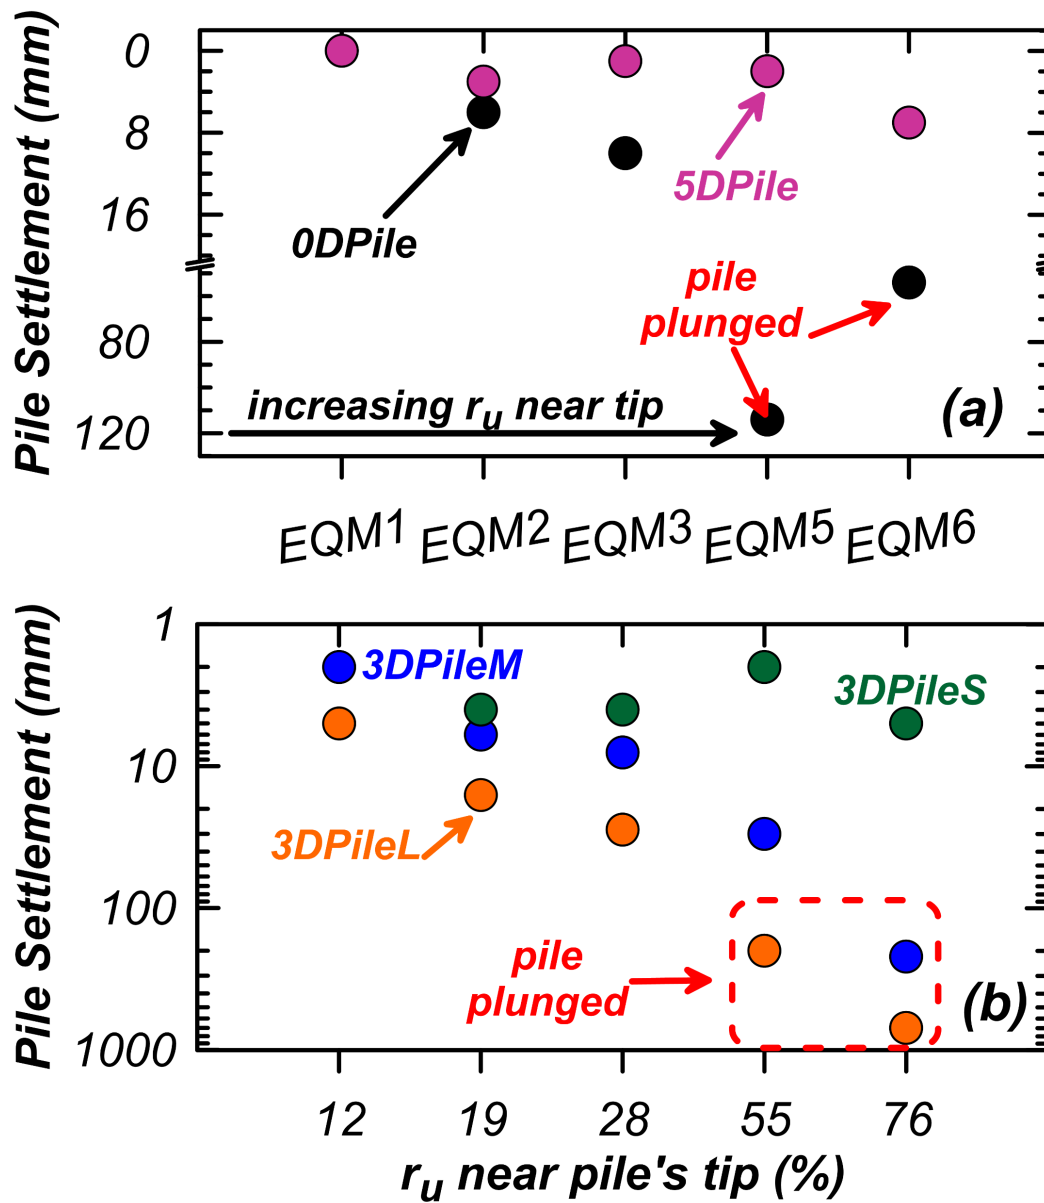 Pile Settlement (mm)
0
8
16
80
120
0DPile
5DPile
pile
plunged
increasing ru near tip
(a)
EQM1
EQM2
EQM3
EQM5
EQM6
Pile Settlement (mm)
1
10
100
1000
3DPileM
3DPileS
3DPileL
pile
plunged
(b)
12
19
28
55
76
ru near pile's tip (%)